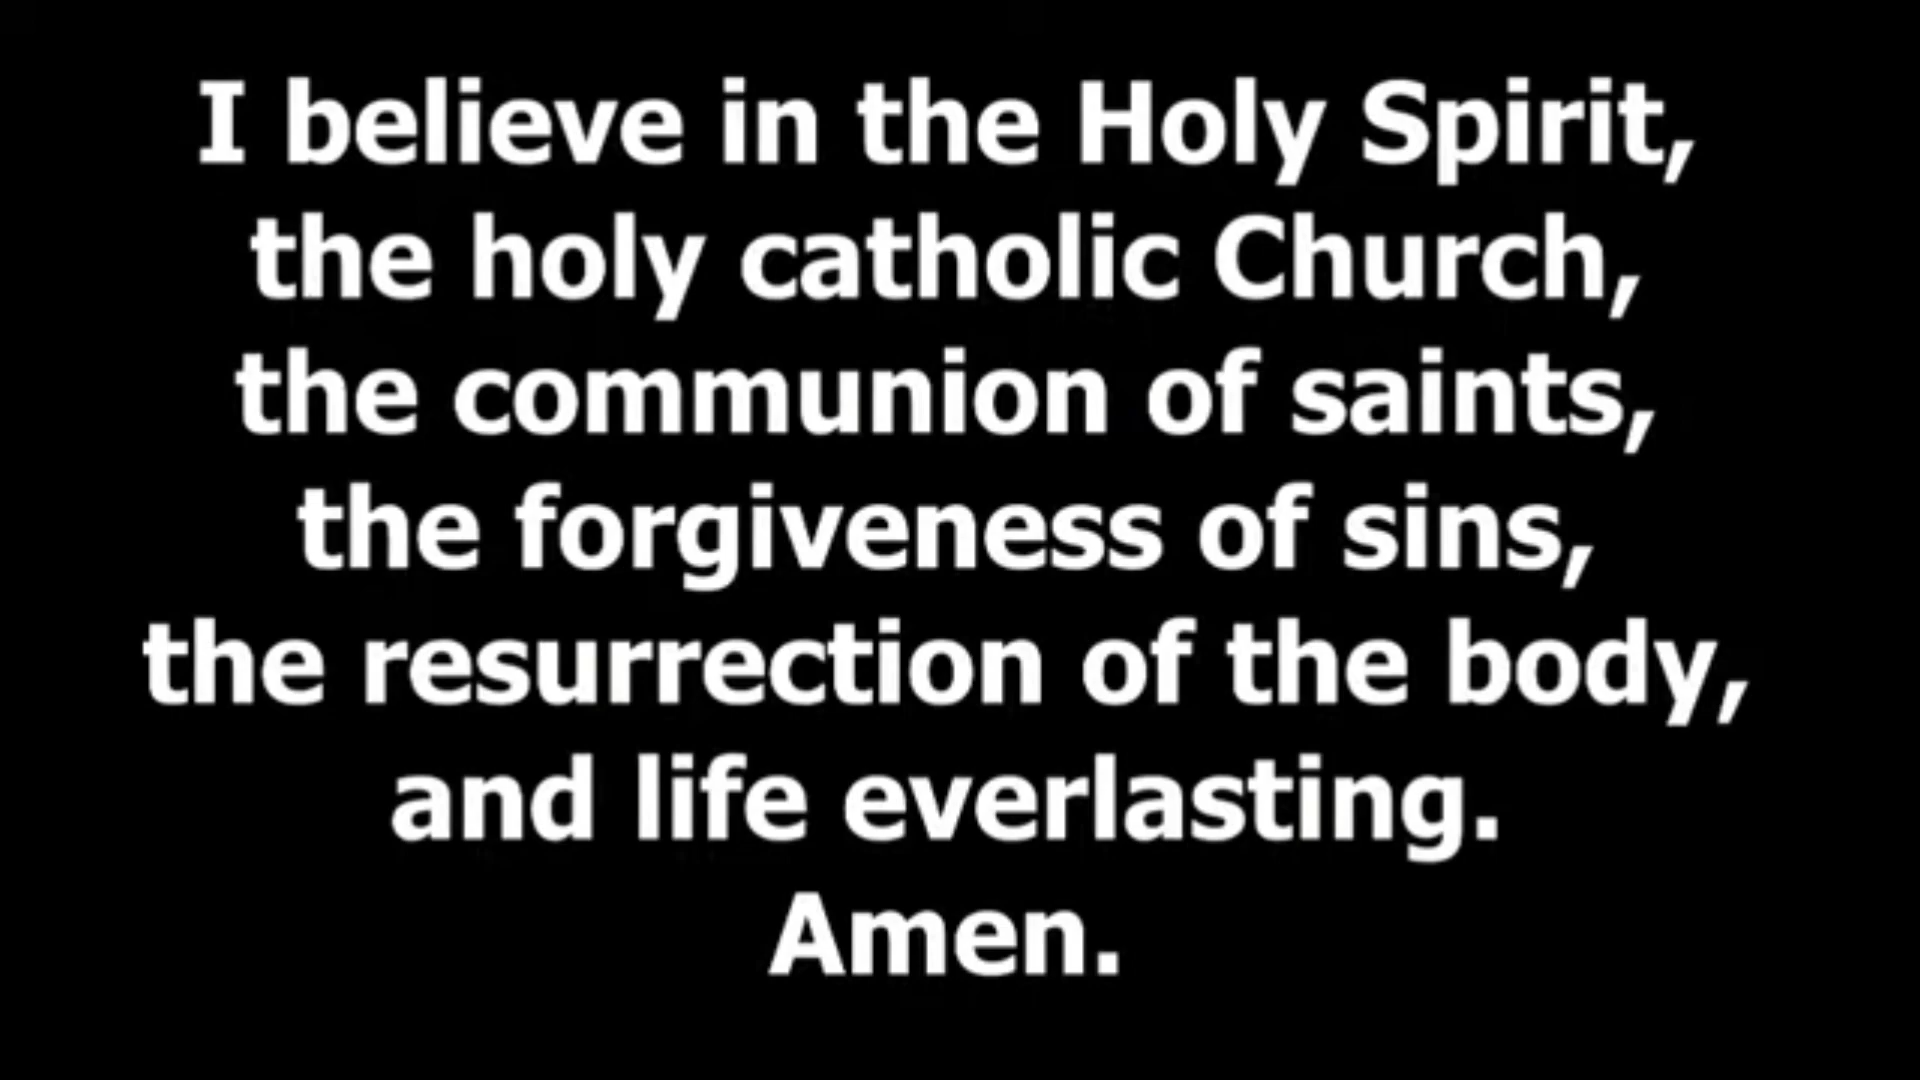 I believe in the Holy Spirit,
the holy catholic Church,
the communion of saints,
the forgiveness of sins,
the resurrection of the body,
and life everlasting.
Amen.